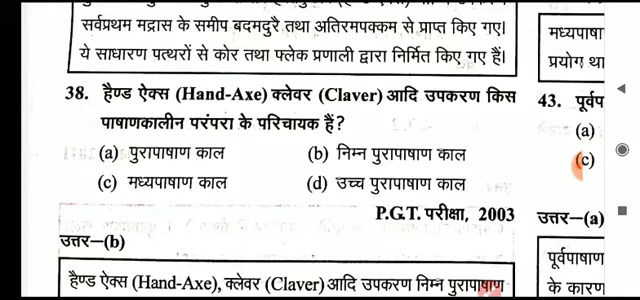 सर्वप्रथम मद्रास के समीप बदमदुरै तथा अतिरमपक्कम से प्राप्त किए गए।
ये साधारण पत्थरों से कोर तथा फ्लेक प्रणाली द्वारा निर्मित किए गए हैं।
38. हैण्ड ऐक्स (Hand-Axe) क्लेवर (Claver) आदि उपकरण किस
पाषाणकालीन परंपरा के परिचायक हैं?
(a) पुरापाषाण काल (b) निम्न पुरापाषाण काल
(c) मध्यपाषाण काल (d) उच्च पुरापाषाण काल
P.G.T. परीक्षा, 2003
उत्तर–(b)
हैण्ड ऐक्स (Hand-Axe), क्लेवर (Claver) आदि उपकरण निम्न पुरापाषाण
मध्यपाषा
प्रयोग था
43. पूर्वप
(a)
(c)
उत्तर–(a)
पूर्वपाषाण
के कारण